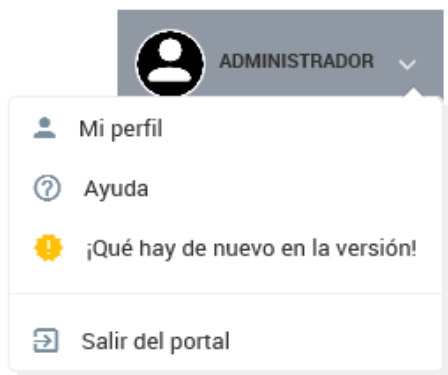 ADMINISTRADOR
Mi perfil
Ayuda
¡Qué hay de nuevo en la versión!
Salir del portal